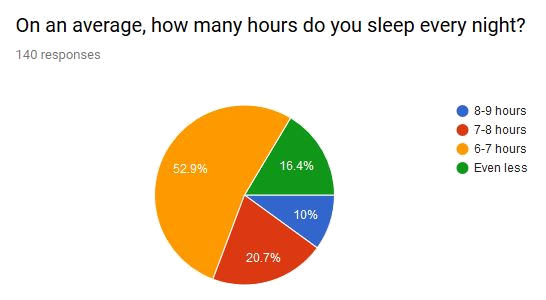 On an average, how many hours do you sleep every night?
140 responses
8-9 hours
7-8 hours
6-7 hours
Even less
52.9%
16.4%
10%
20.7%